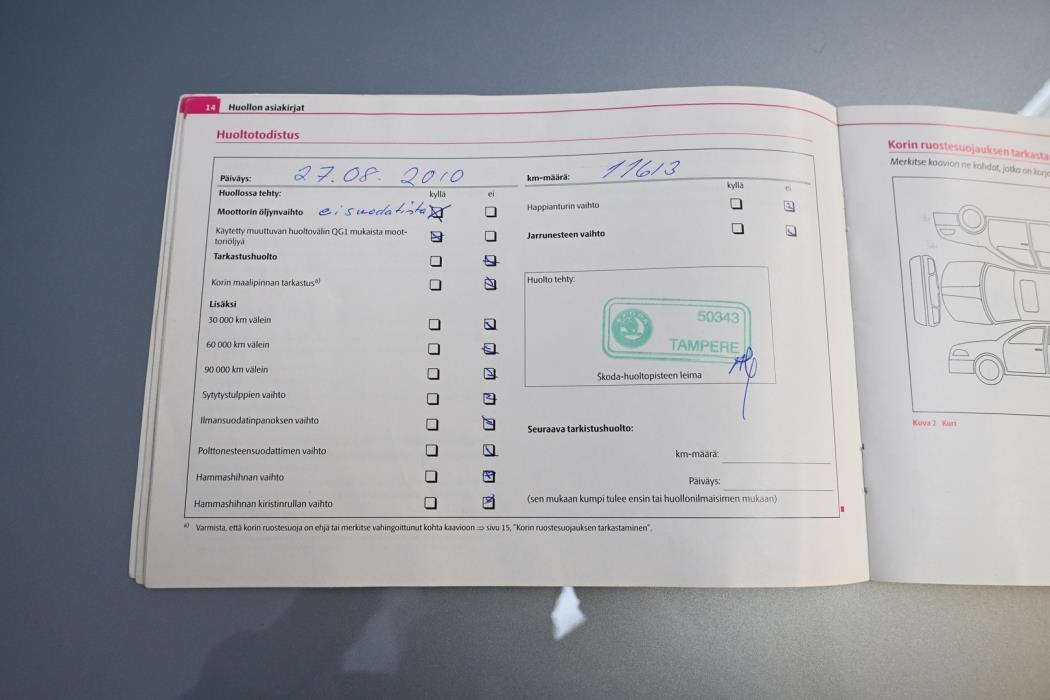 14 Huollon asiakirjat
Huoltotodistus
Päiväys: 27.08. 2010
Huollossa tehty: kyllä ei
Moottorin öljynvaihto ei suodatinta
Käytetty muuttuvan huoltovälin QG1 mukaista moot-
toriöljyä
Tarkastushuolto
Korin maalipinnan tarkastus a)
Lisäksi
30 000 km välein
60 000 km välein
90 000 km välein
Sytytystulppien vaihto
Ilmansuodatinpanoksen vaihto
Polttonesteensuodattimen vaihto
Hammashihnan vaihto
Hammashihnan kiristinrullan vaihto
km-määrä: 11613
kyllä ei
Happianturin vaihto
Jarrunesteen vaihto
Huolto tehty:
50343
TAMPERE
Škoda-huoltopisteen leima
Seuraava tarkistushuolto:
km-määrä:
Päiväys:
(sen mukaan kumpi tulee ensin tai huollonilmaisimen mukaan)
a) Varmista, että korin ruostesuoja on ehjä tai merkitse vahingoittunut kohta kaavioon ⇒ sivu 15, "Korin ruostesuojauksen tarkastaminen".
Korin ruostesuojauksen tarkasta
Merkitse kaavion ne kohdat, jotka on korj
Kuva 2 Kori